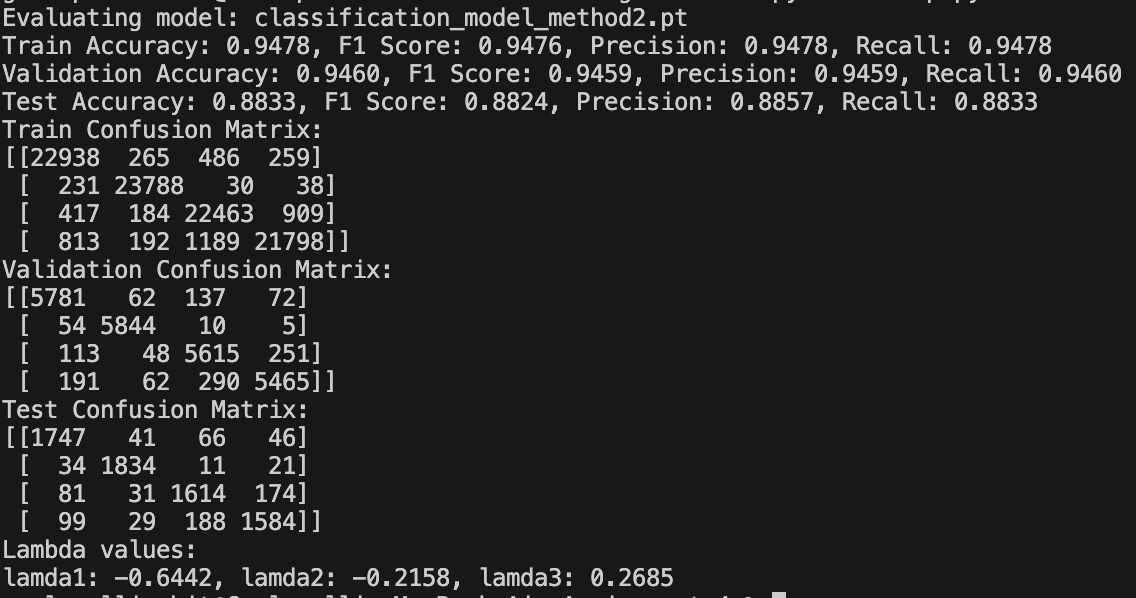 Evaluating model: classification_model_method2.pt
Train Accuracy: 0.9478, F1 Score: 0.9476, Precision: 0.9478, Recall: 0.9478
Validation Accuracy: 0.9460, F1 Score: 0.9459, Precision: 0.9459, Recall: 0.9460
Test Accuracy: 0.8833, F1 Score: 0.8824, Precision: 0.8857, Recall: 0.8833
Train Confusion Matrix:
[[22938   265   486   259]
 [  231 23788    30    38]
 [  417   184 22463   909]
 [  813   192  1189 21798]]
Validation Confusion Matrix:
[[5781   62  137   72]
 [  54 5844   10    5]
 [  113   48 5615  251]
 [  191   62  290 5465]]
Test Confusion Matrix:
[[1747   41   66   46]
 [  34 1834   11   21]
 [  81   31 1614  174]
 [  99   29  188 1584]]
Lambda values:
lamda1: -0.6442, lamda2: -0.2158, lamda3: 0.2685